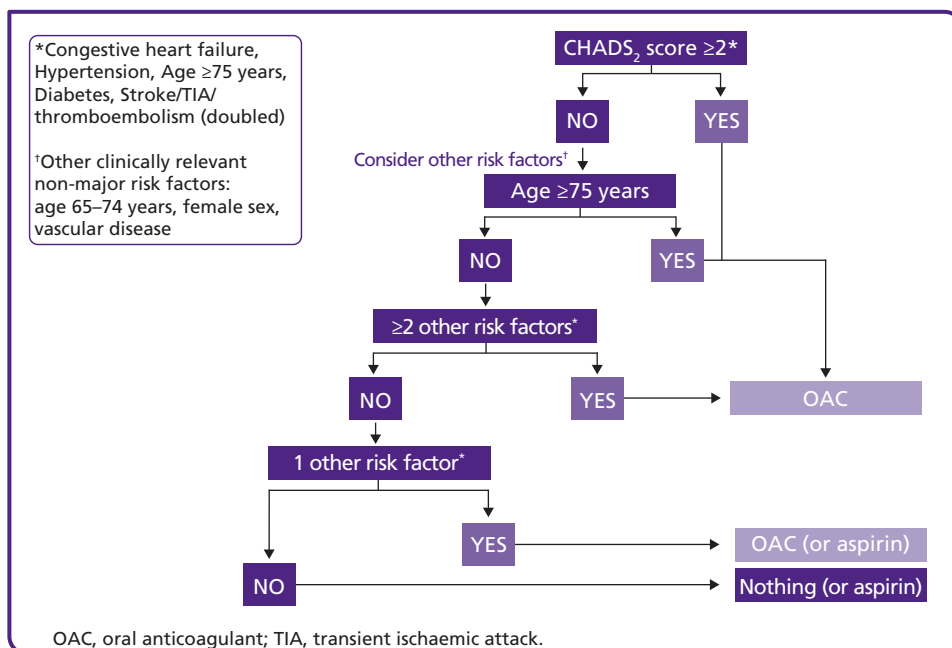 *Congestive heart failure,
Hypertension, Age ≥75 years,
Diabetes, Stroke/TIA/
thromboembolism (doubled)
†Other clinically relevant
non-major risk factors:
age 65–74 years, female sex,
vascular disease
CHADS₂ score ≥2*
NO
YES
Consider other risk factors†
Age ≥75 years
NO
YES
≥2 other risk factors*
NO
YES
OAC
1 other risk factor*
YES
OAC (or aspirin)
NO
Nothing (or aspirin)
OAC, oral anticoagulant; TIA, transient ischaemic attack.